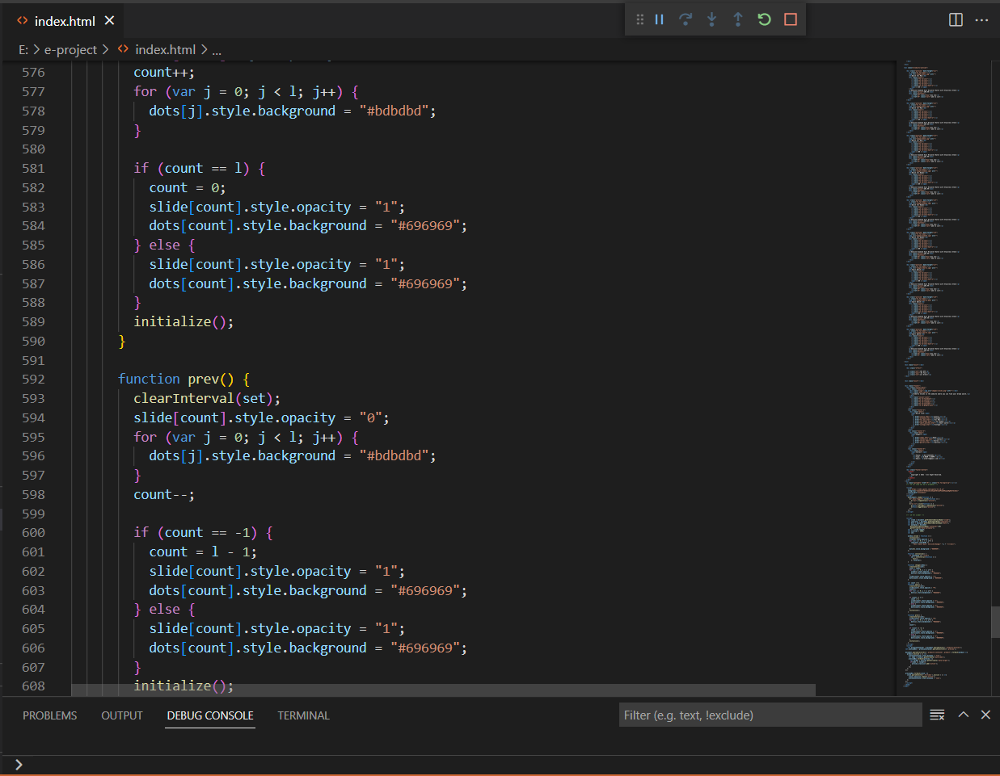 index.html
E: > e-project > index.html > ...
576 count++;
577 for (var j = 0; j < l; j++) {
578 dots[j].style.background = "#bdbdbd";
579 }
580
581 if (count == l) {
582 count = 0;
583 slide[count].style.opacity = "1";
584 dots[count].style.background = "#696969";
585 } else {
586 slide[count].style.opacity = "1";
587 dots[count].style.background = "#696969";
588 }
589 initialize();
590 }
591
592 function prev() {
593 clearInterval(set);
594 slide[count].style.opacity = "0";
595 for (var j = 0; j < l; j++) {
596 dots[j].style.background = "#bdbdbd";
597 }
598 count--;
599
600 if (count == -1) {
601 count = l - 1;
602 slide[count].style.opacity = "1";
603 dots[count].style.background = "#696969";
604 } else {
605 slide[count].style.opacity = "1";
606 dots[count].style.background = "#696969";
607 }
608 initialize();
PROBLEMS OUTPUT DEBUG CONSOLE TERMINAL Filter (e.g. text, !exclude)